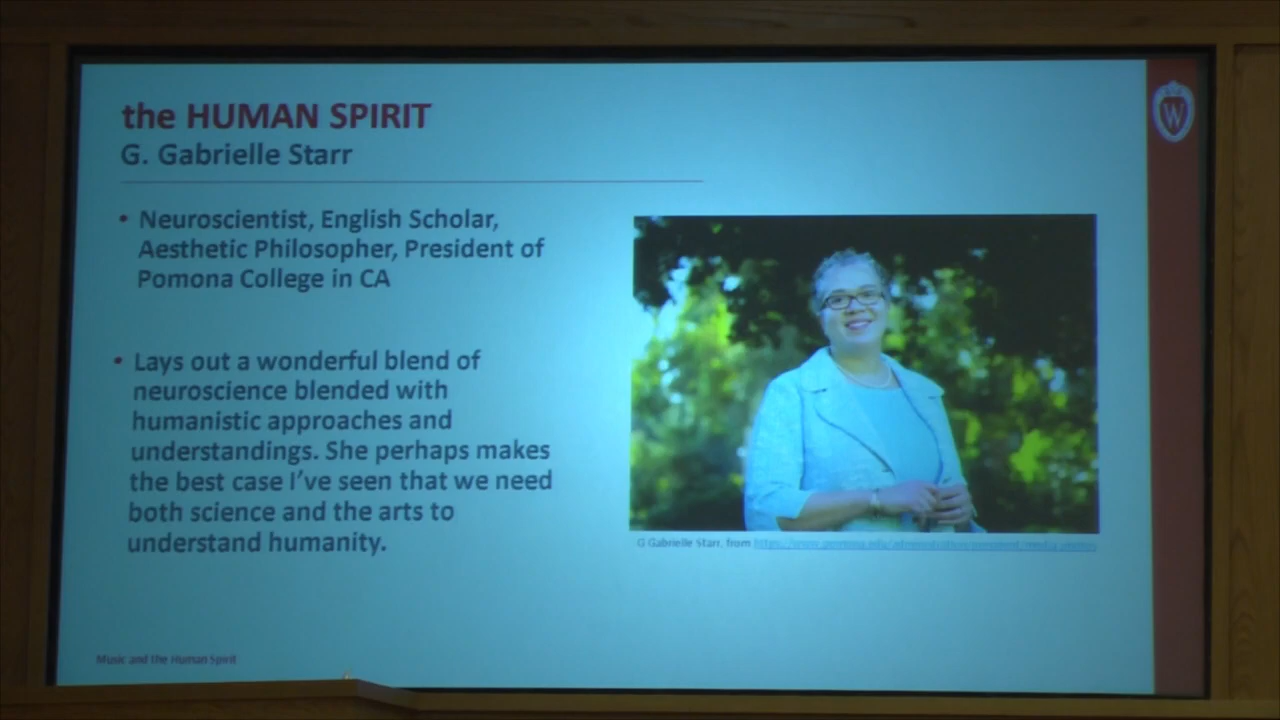 the HUMAN SPIRIT
W
G. Gabrielle Starr
• Neuroscientist, English Scholar,
Aesthetic Philosopher, President of
Pomona College in CA
• Lays out a wonderful blend of
neuroscience blended with
humanistic approaches and
understandings. She perhaps makes
the best case I've seen that we need
both science and the arts to
understand humanity.
G Gabrielle Starr, from
Music and the Human Spirit